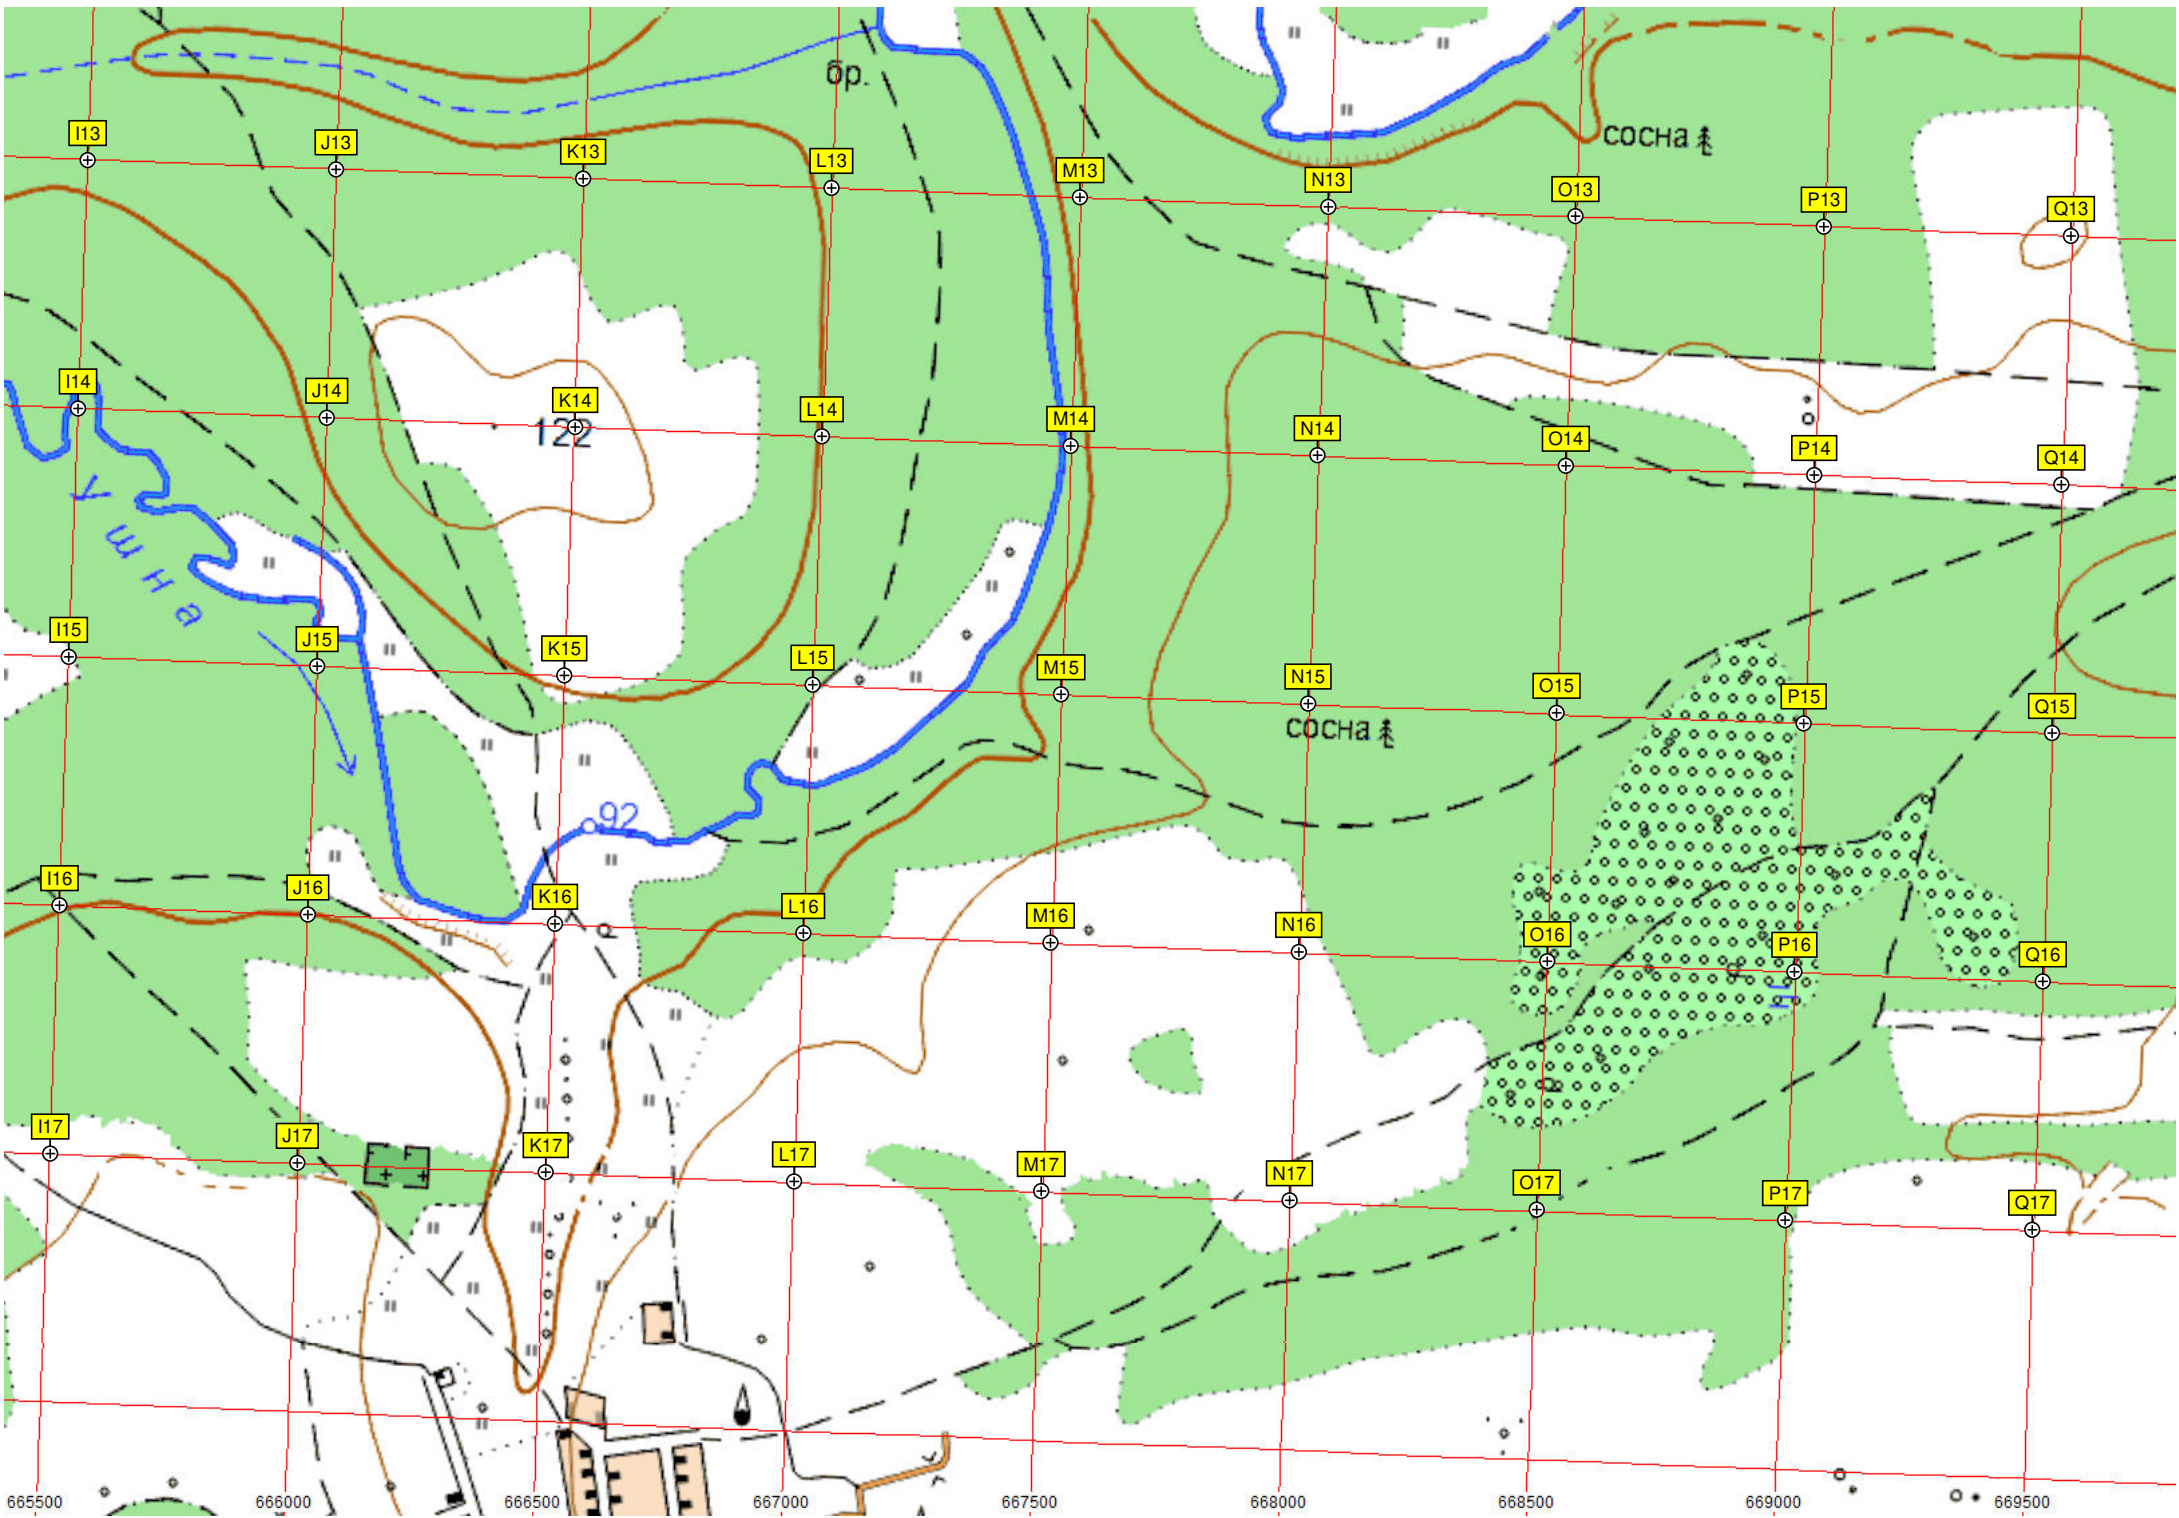 бр.
I13 J13 K13 L13 M13 N13 O13 P13 Q13
сосна
I14 J14 K14 L14 M14 N14 O14 P14 Q14
122
Ушна
I15 J15 K15 L15 M15 N15 O15 P15 Q15
сосна
92
I16 J16 K16 L16 M16 N16 O16 P16 Q16
I17 J17 K17 L17 M17 N17 O17 P17 Q17
665500 666000 666500 667000 667500 668000 668500 669000 669500